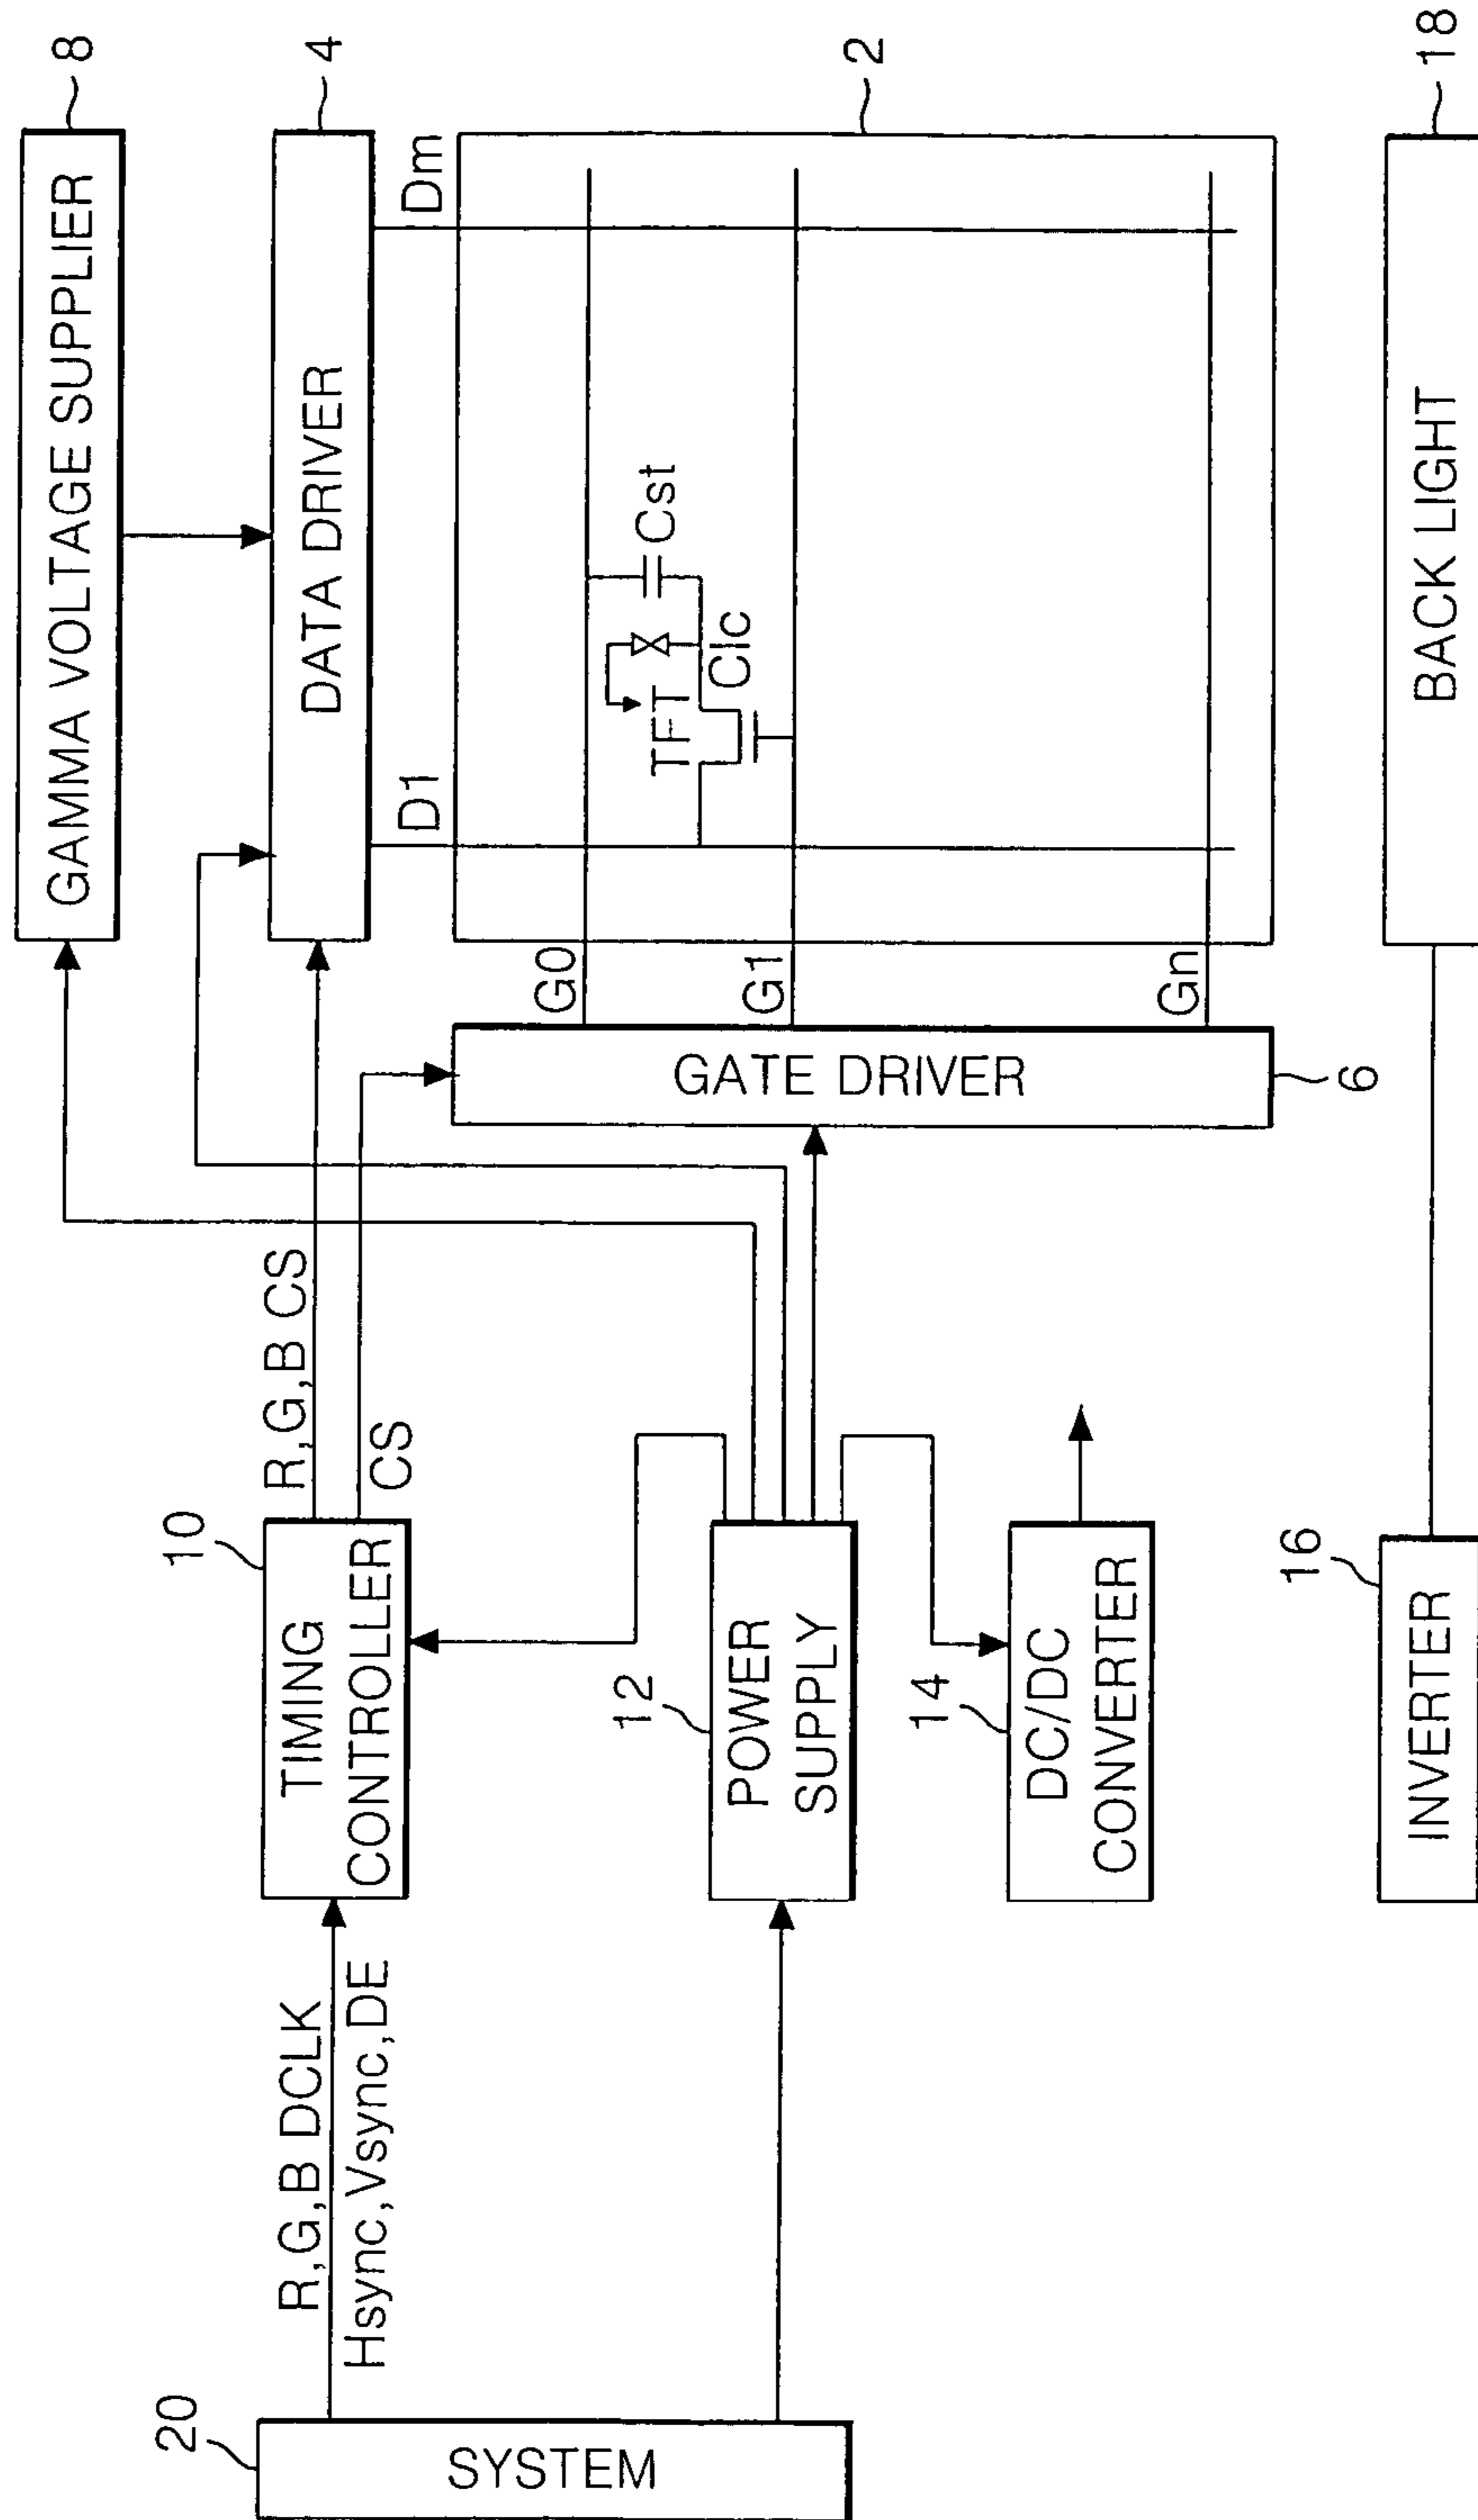 GAMMA VOLTAGE SUPPLIER
8
R,G,B DCLK
Hsync,Vsync,DE
20
SYSTEM
10
TIMING
CONTROLLER
R,G,B CS
CS
DATA DRIVER
4
D1
Dm
G0
G1
Gn
TFT
Clc
Cst
2
GATE DRIVER
6
12
POWER
SUPPLY
14
DC/DC
CONVERTER
16
INVERTER
BACK LIGHT
18